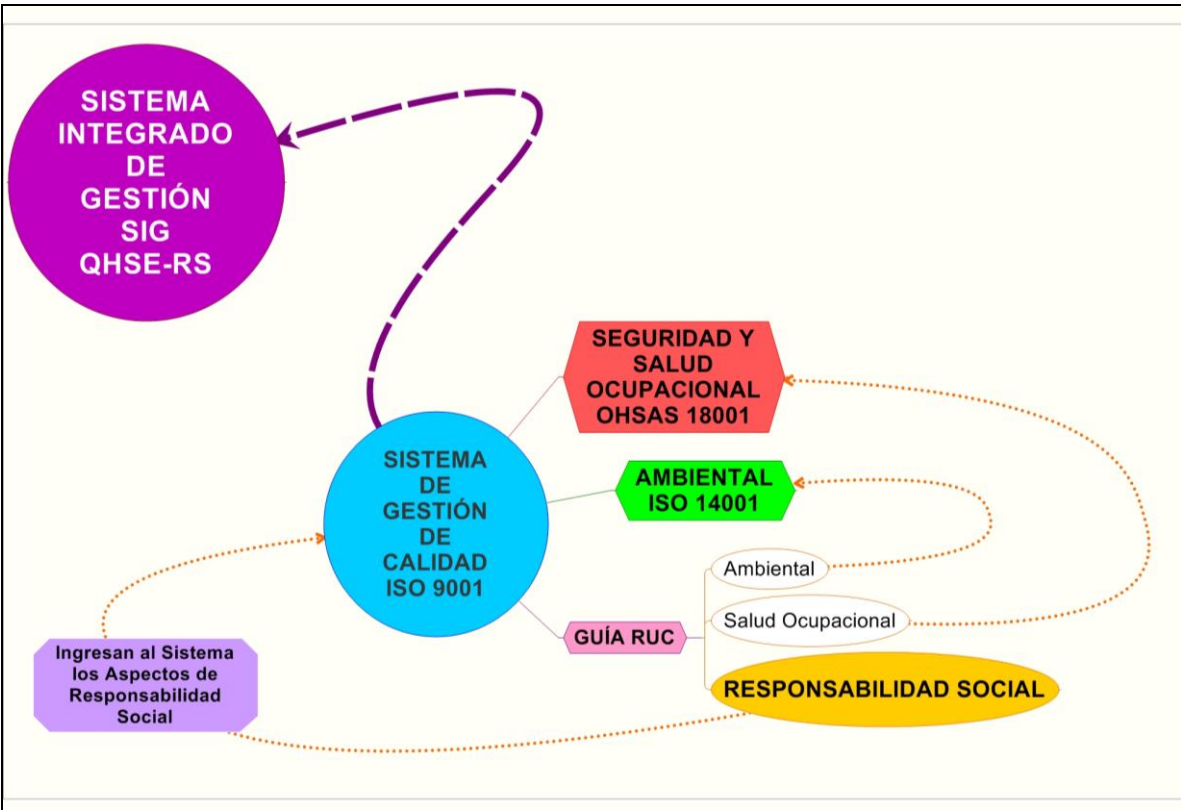 SISTEMA
INTEGRADO
DE
GESTIÓN
SIG
QHSE-RS
SEGURIDAD Y
SALUD
OCUPACIONAL
OHSAS 18001
SISTEMA
DE
GESTIÓN
DE
CALIDAD
ISO 9001
AMBIENTAL
ISO 14001
Ambiental
Salud Ocupacional
GUÍA RUC
RESPONSABILIDAD SOCIAL
Ingresan al Sistema
los Aspectos de
Responsabilidad
Social